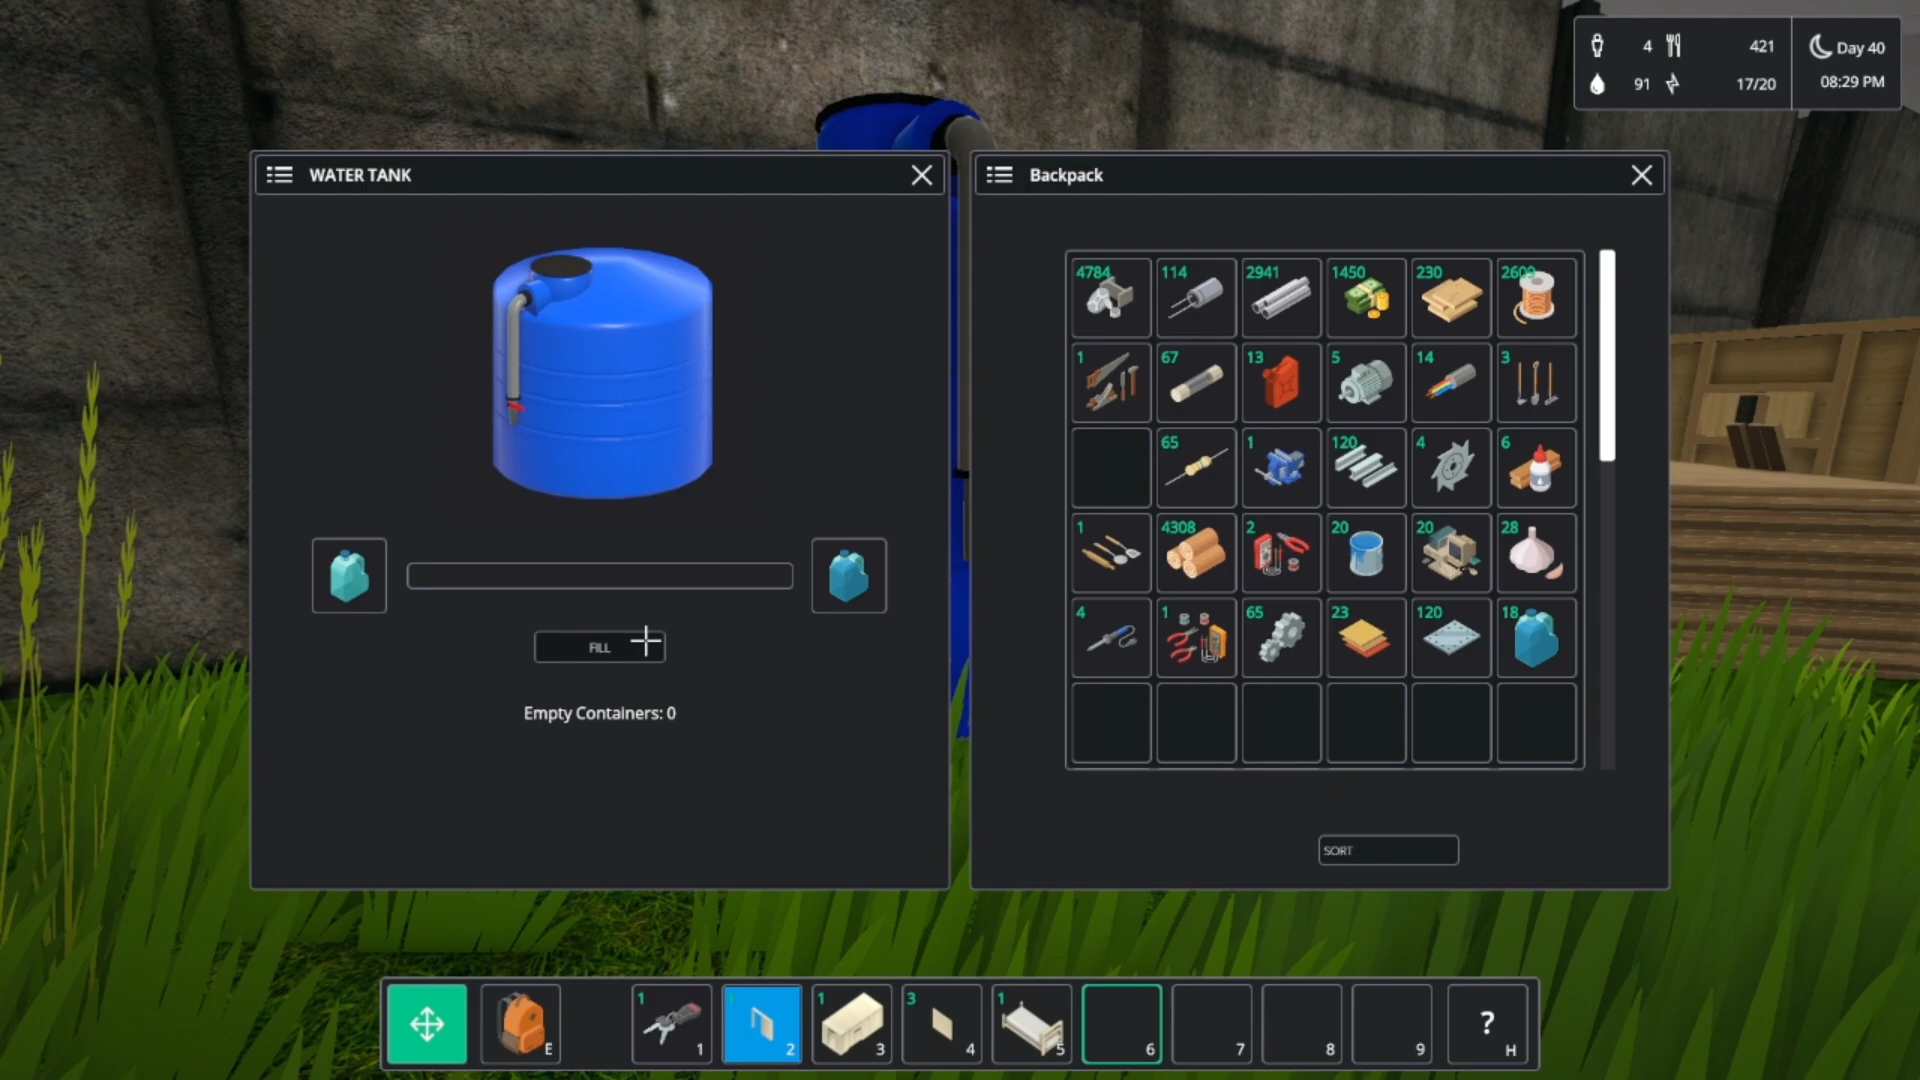 4 421
91 17/20
Day 40
08:29 PM
WATER TANK
Backpack
4784 114 2941 1450 230 2609
1 67 13 5 14 3
65 1 120 4 6
1 4308 2 20 20 28
4 1 65 23 120 18
FILL
Empty Containers: 0
SORT
E
1 1
1 2
1 3
3 4
1 5
6
7
8
9
? H